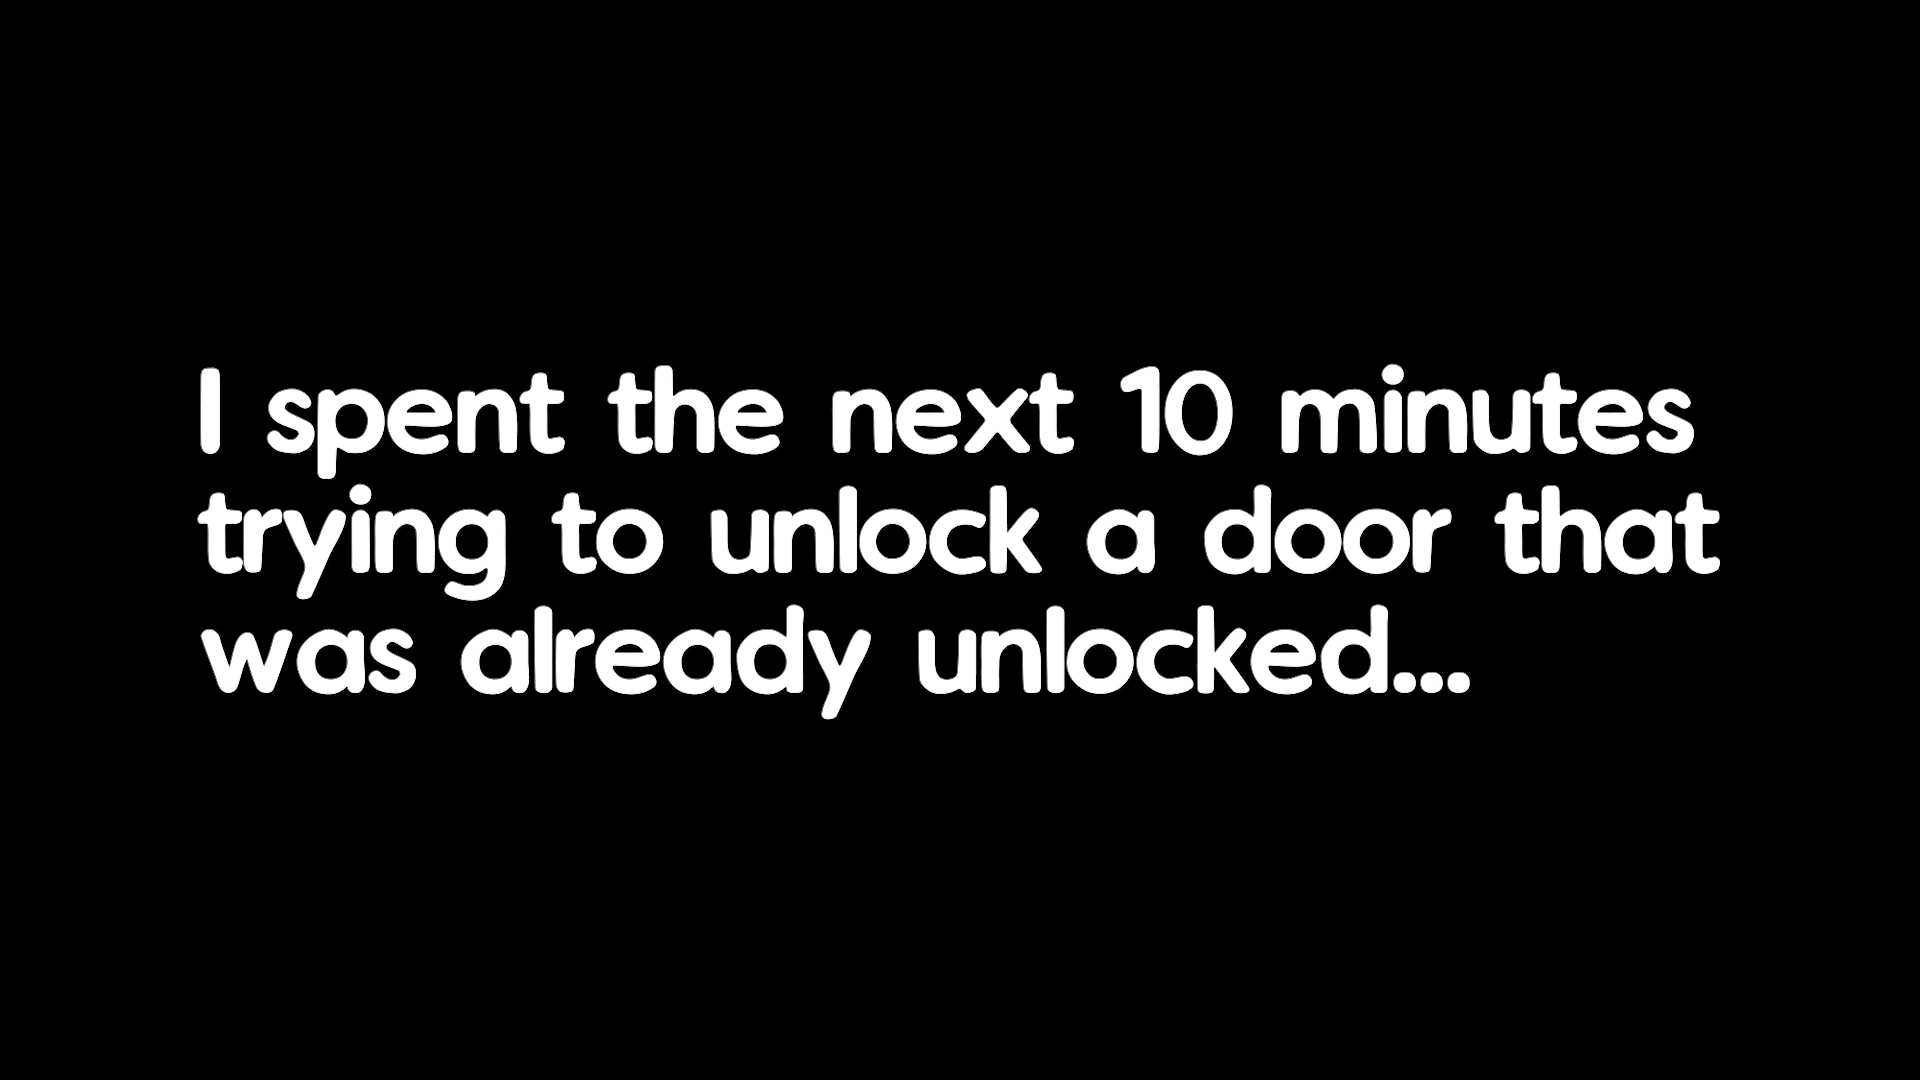 I spent the next 10 minutes
trying to unlock a door that
was already unlocked...